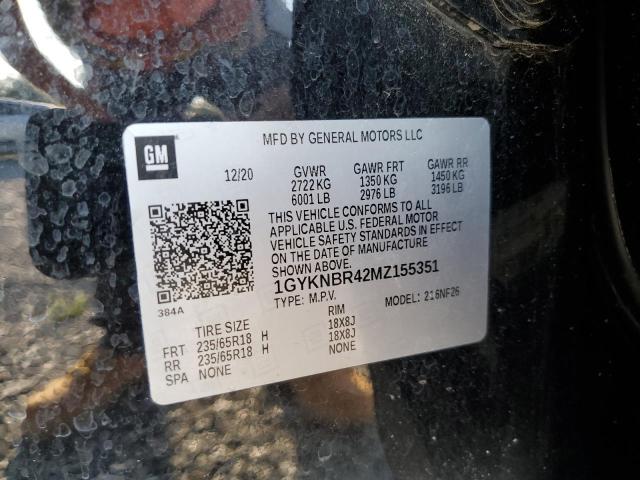 GM
MFD BY GENERAL MOTORS LLC
12/20
GVWR GAWR FRT GAWR RR
2722 KG 1350 KG 1450 KG
6001 LB 2976 LB 3196 LB
THIS VEHICLE CONFORMS TO ALL
APPLICABLE U.S. FEDERAL MOTOR
VEHICLE SAFETY STANDARDS IN EFFECT
ON THE DATE OF MANUFACTURE
SHOWN ABOVE.
1GYKNBR42MZ155351
384A
TYPE: M.P.V. MODEL: 216NF26
TIRE SIZE RIM
FRT 235/65R18 H 18X8J
RR 235/65R18 H 18X8J
SPA NONE NONE